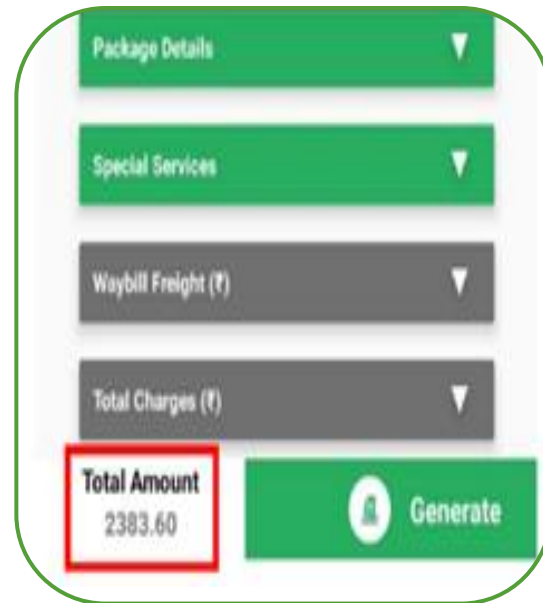 Package Details
Special Services
Waybill Freight (₹)
Total Charges (₹)
Total Amount
2383.60
Generate